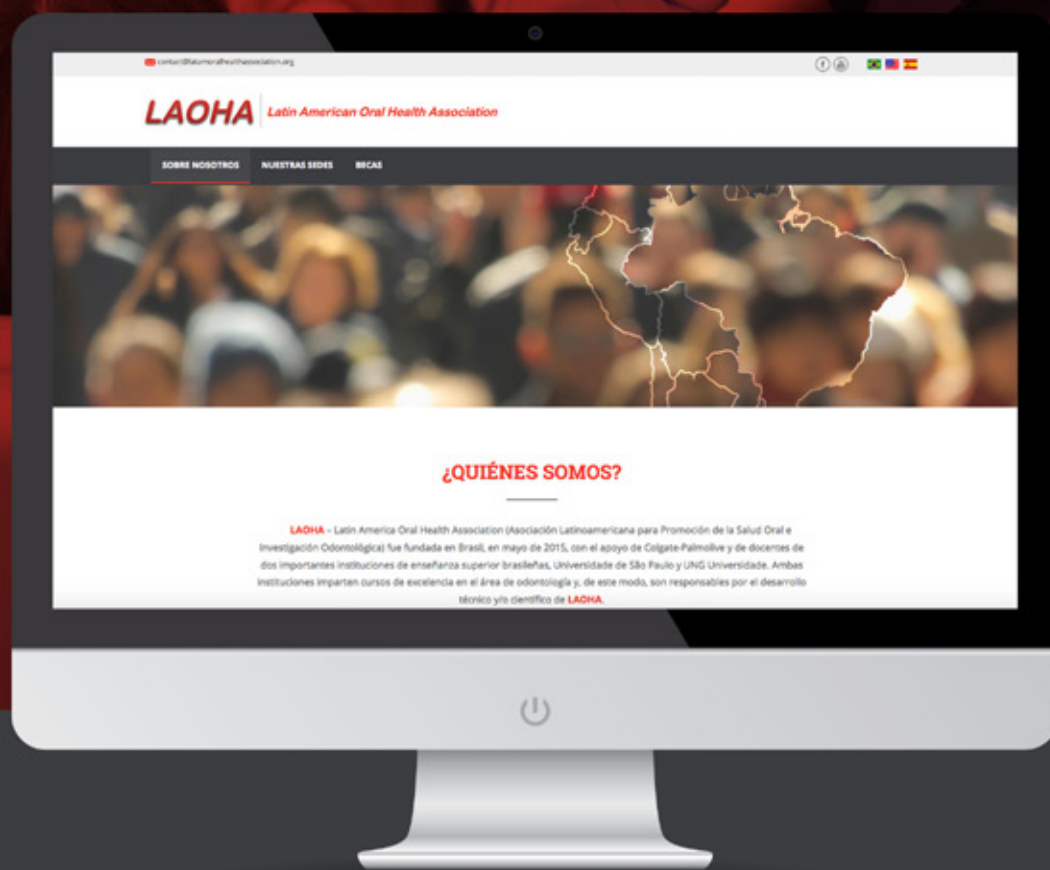 contact@latamoralhealthassociation.org
LAOHA Latin American Oral Health Association
SOBRE NOSOTROS NUESTRAS SEDES BECAS
¿QUIÉNES SOMOS?
LAOHA – Latin America Oral Health Association (Asociación Latinoamericana para Promoción de la Salud Oral e
Investigación Odontológica) fue fundada en Brasil, en mayo de 2015, con el apoyo de Colgate-Palmolive y de docentes de
dos importantes instituciones de enseñanza superior brasileñas, Universidade de São Paulo y UNG Universidade. Ambas
instituciones imparten cursos de excelencia en el área de odontología y, de este modo, son responsables por el desarrollo
técnico y/o científico de LAOHA.